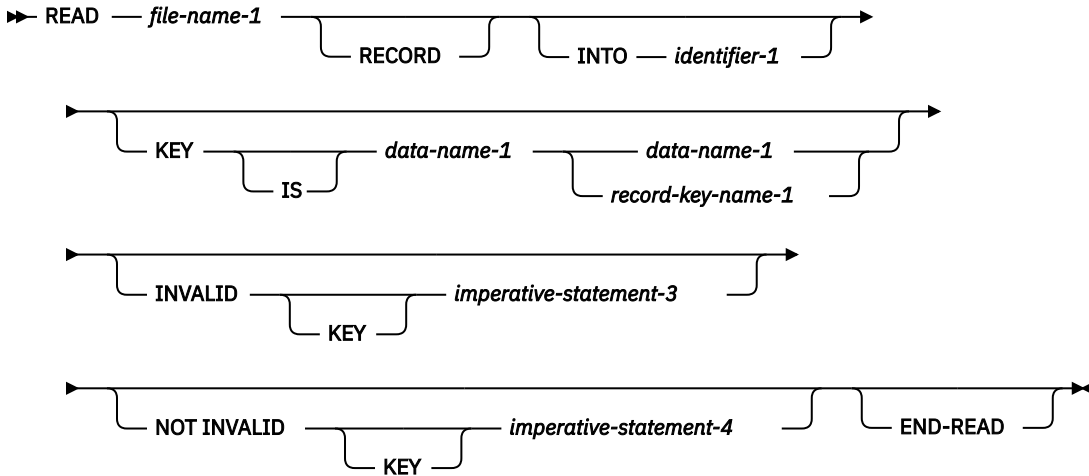 READ file-name-1
RECORD INTO identifier-1
KEY data-name-1 data-name-1
IS record-key-name-1
INVALID imperative-statement-3
KEY
NOT INVALID imperative-statement-4 END-READ
KEY